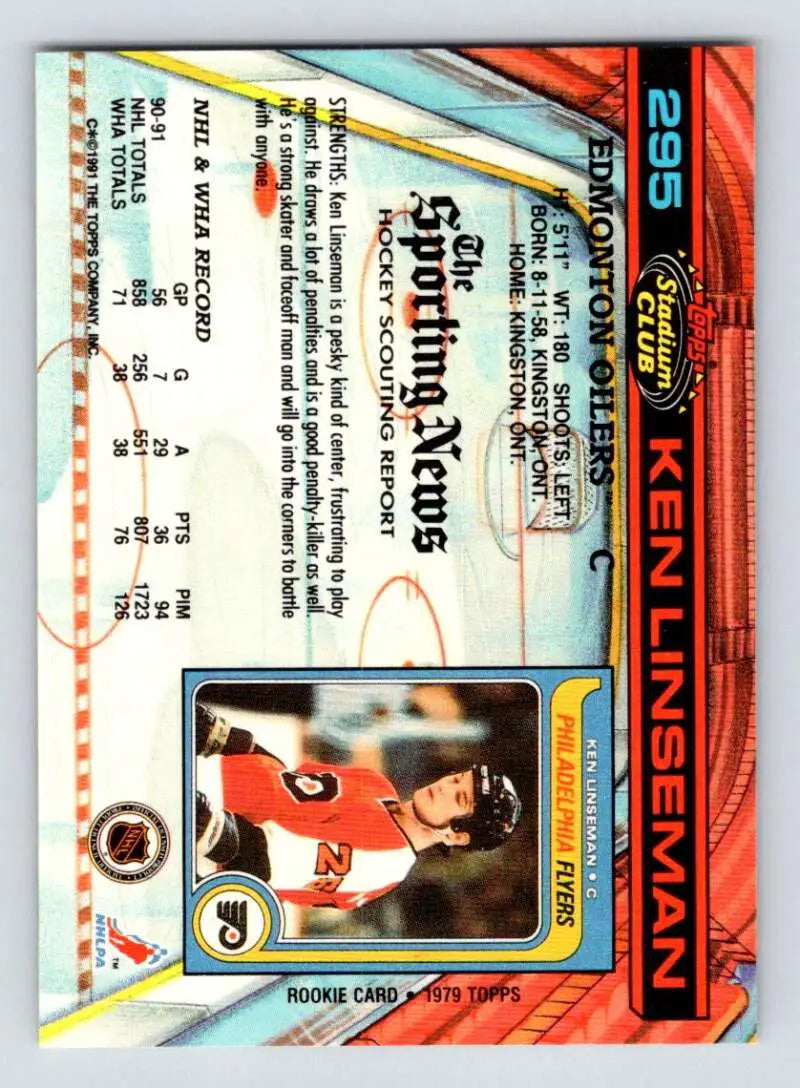 295
topps
Stadium
CLUB
KEN LINSEMAN
EDMONTON OILERS™ C
HT: 5'11" WT: 180 SHOOTS: LEFT
BORN: 8-11-58, KINGSTON, ONT.
HOME: KINGSTON, ONT.
The
Sporting News
HOCKEY SCOUTING REPORT
STRENGTHS: Ken Linseman is a pesky kind of center, frustrating to play
against. He draws a lot of penalties and is a good penalty-killer as well.
He's a strong skater and faceoff man and will go into the corners to battle
with anyone.
NHL & WHA RECORD
GP G A PTS PIM
90-91 56 7 29 36 94
NHL TOTALS 858 256 551 807 1723
WHA TOTALS 71 38 38 76 126
C*©1991 THE TOPPS COMPANY, INC.
KEN LINSEMAN • C
PHILADELPHIA FLYERS
ROOKIE CARD • 1979 TOPPS
NHL
NHLPA
™